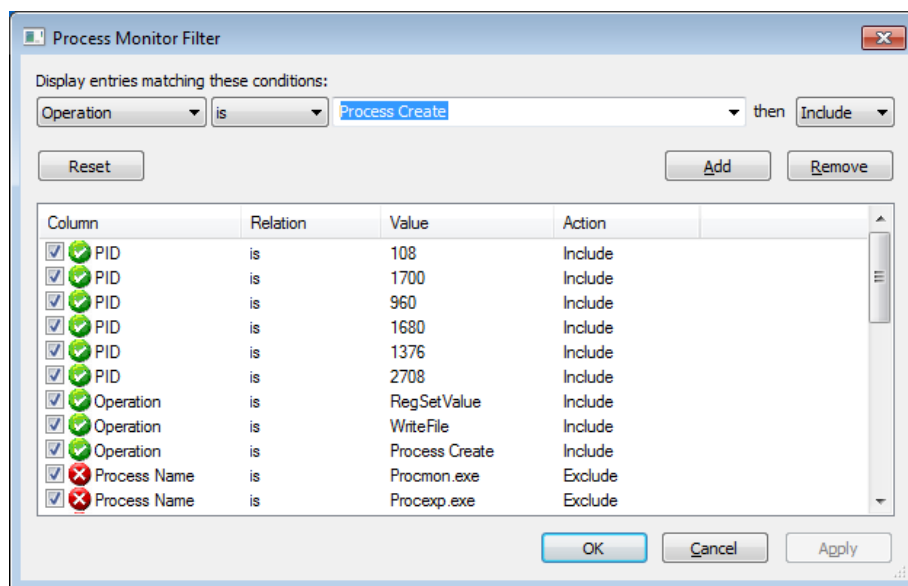 Process Monitor Filter
Display entries matching these conditions:
Operation is Process Create then Include
Reset Add Remove
Column Relation Value Action
PID is 108 Include
PID is 1700 Include
PID is 960 Include
PID is 1680 Include
PID is 1376 Include
PID is 2708 Include
Operation is RegSetValue Include
Operation is WriteFile Include
Operation is Process Create Include
Process Name is Procmon.exe Exclude
Process Name is Procexp.exe Exclude
OK Cancel Apply